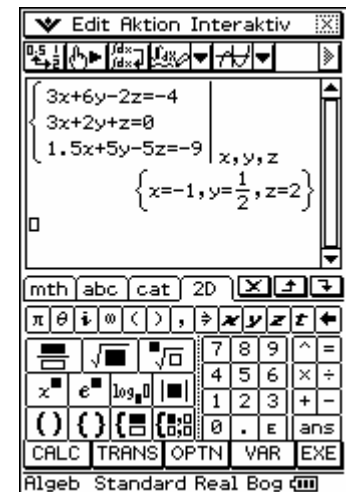 Edit Aktion Interaktiv
3x+6y-2z=-4
3x+2y+z=0
1.5x+5y-5z=-9 x,y,z
{x=-1,y=1/2,z=2}
mth abc cat 2D
π θ i ∞ ( ) , ⇒ x y z t ←
7 8 9 ^ =
4 5 6 × ÷
x■ e■ log■ |■| 1 2 3 + -
( ) { } 0 . E ans
CALC TRANS OPTN VAR EXE
Algeb Standard Real Bog